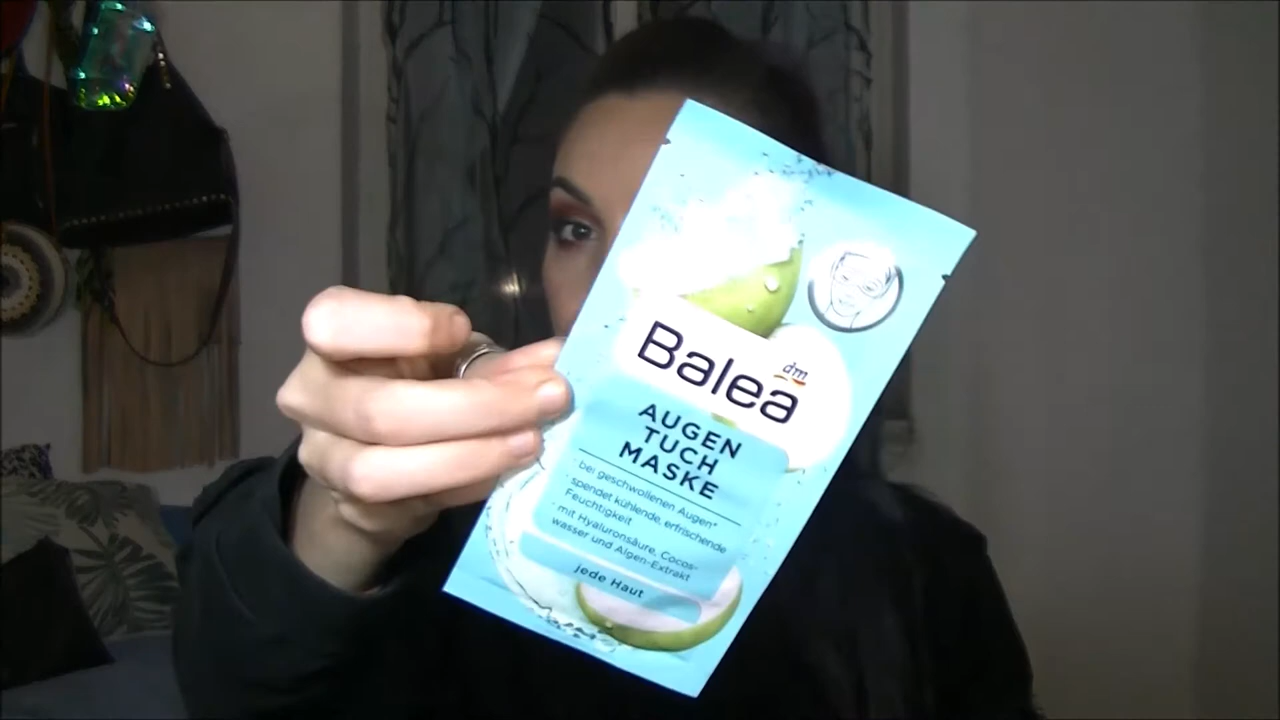 Balea
dm
AUGEN
TUCH
MASKE
· bei geschwollenen Augen*
· spendet kühlende, erfrischende
Feuchtigkeit
· mit Hyaluronsäure, Cocos-
wasser und Algen-Extrakt
jede Haut